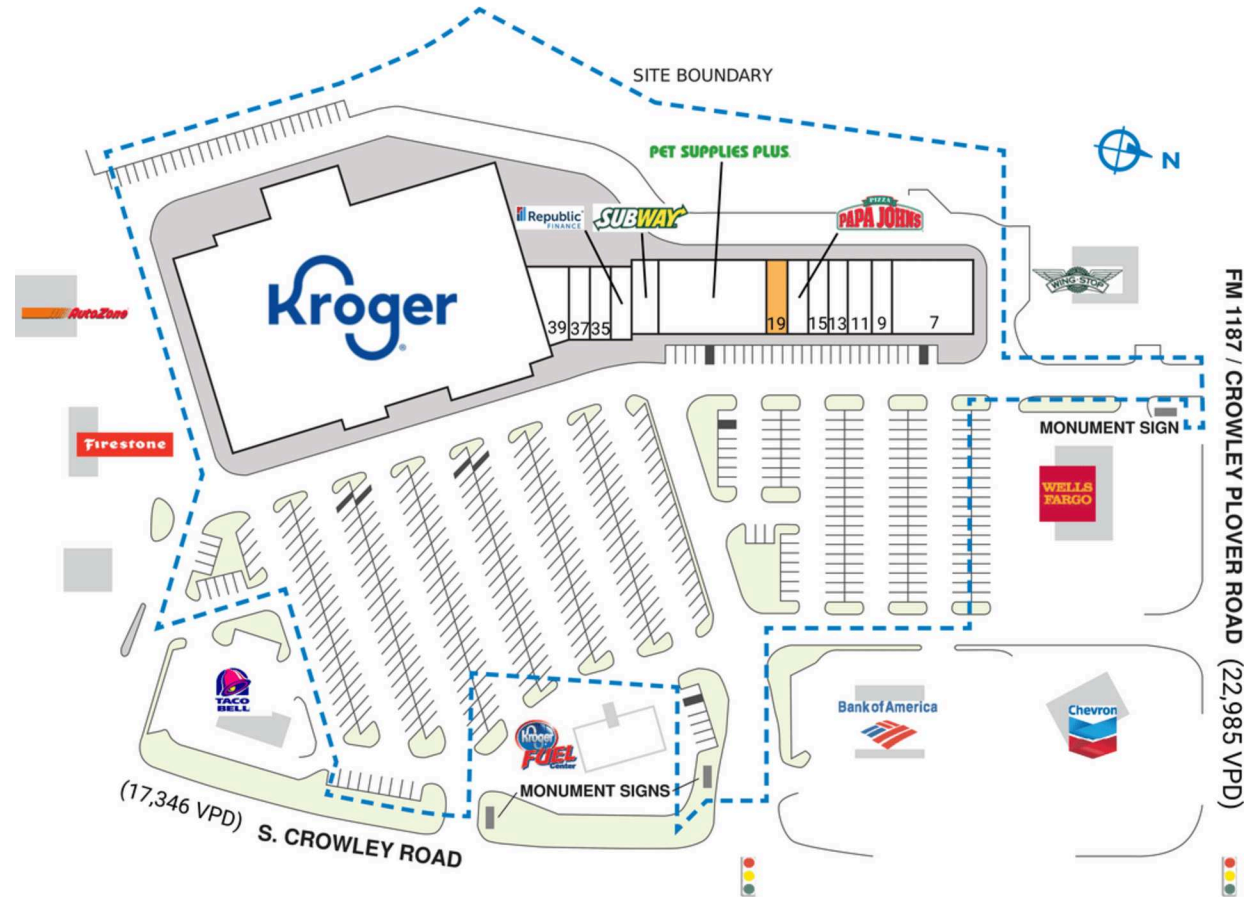 SITE BOUNDARY
PET SUPPLIES PLUS.
N
Republic
FINANCE
SUBWAY
PIZZA
PAPA JOHNS
WING-STOP
Kroger
AutoZone
39
37
35
19
15
13
11
9
7
Firestone
MONUMENT SIGN
WELLS
FARGO
FM 1187 / CROWLEY PLOVER ROAD (22,985 VPD)
TACO
BELL
Kroger
FUEL
Center
MONUMENT SIGNS
Bank of America
Chevron
(17,346 VPD) S. CROWLEY ROAD